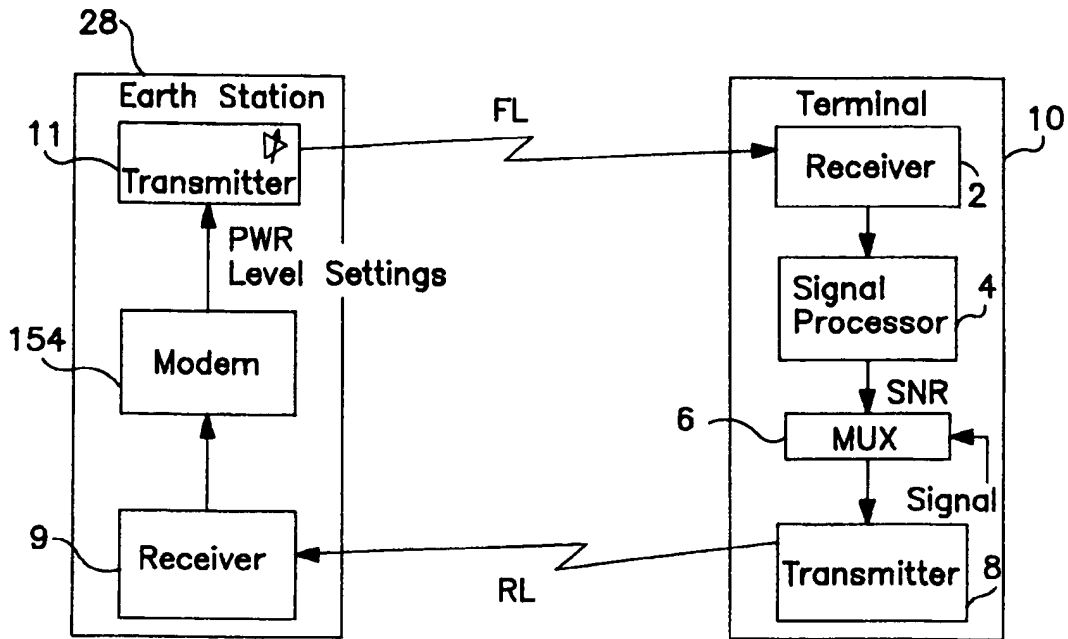 28
Earth Station
11
Transmitter
PWR
Level Settings
154
Modem
9
Receiver
FL
RL
Terminal
10
Receiver
2
Signal
Processor
4
SNR
6
MUX
Signal
Transmitter
8